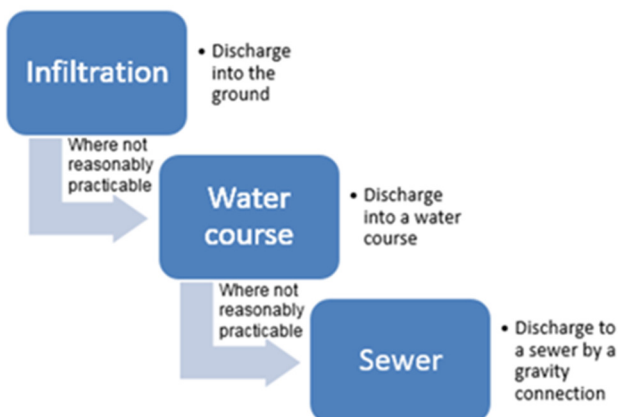 Infiltration
• Discharge
into the
ground
Where not
reasonably
practicable
Water
course
• Discharge
into a water
course
Where not
reasonably
practicable
Sewer
• Discharge to
a sewer by a
gravity
connection